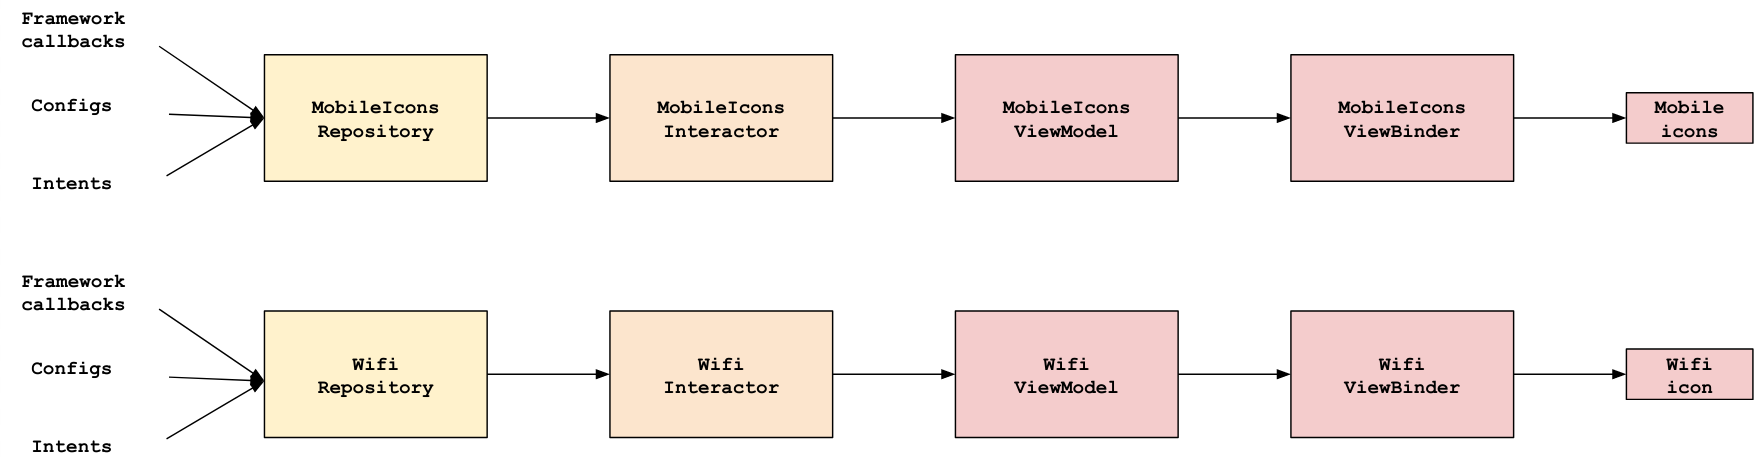 Framework
callbacks
Configs
Intents
MobileIcons
Repository
MobileIcons
Interactor
MobileIcons
ViewModel
MobileIcons
ViewBinder
Mobile
icons
Framework
callbacks
Configs
Intents
Wifi
Repository
Wifi
Interactor
Wifi
ViewModel
Wifi
ViewBinder
Wifi
icon